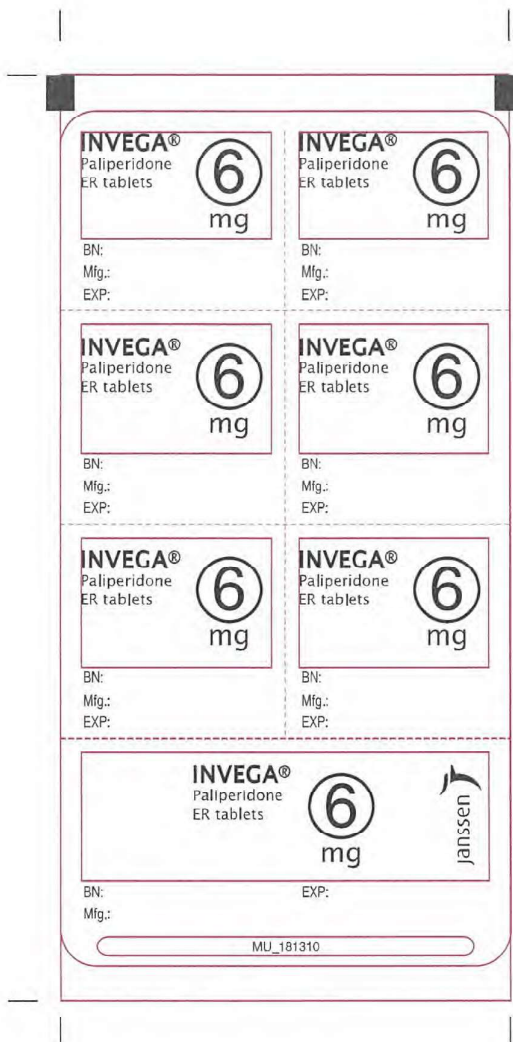 INVEGA®
Paliperidone
ER tablets
6
mg
BN:
Mfg.:
EXP:
INVEGA®
Paliperidone
ER tablets
6
mg
BN:
Mfg.:
EXP:
INVEGA®
Paliperidone
ER tablets
6
mg
BN:
Mfg.:
EXP:
INVEGA®
Paliperidone
ER tablets
6
mg
BN:
Mfg.:
EXP:
INVEGA®
Paliperidone
ER tablets
6
mg
BN:
Mfg.:
EXP:
INVEGA®
Paliperidone
ER tablets
6
mg
BN:
Mfg.:
EXP:
INVEGA®
Paliperidone
ER tablets
6
mg
janssen
BN: EXP:
Mfg.:
MU_181310